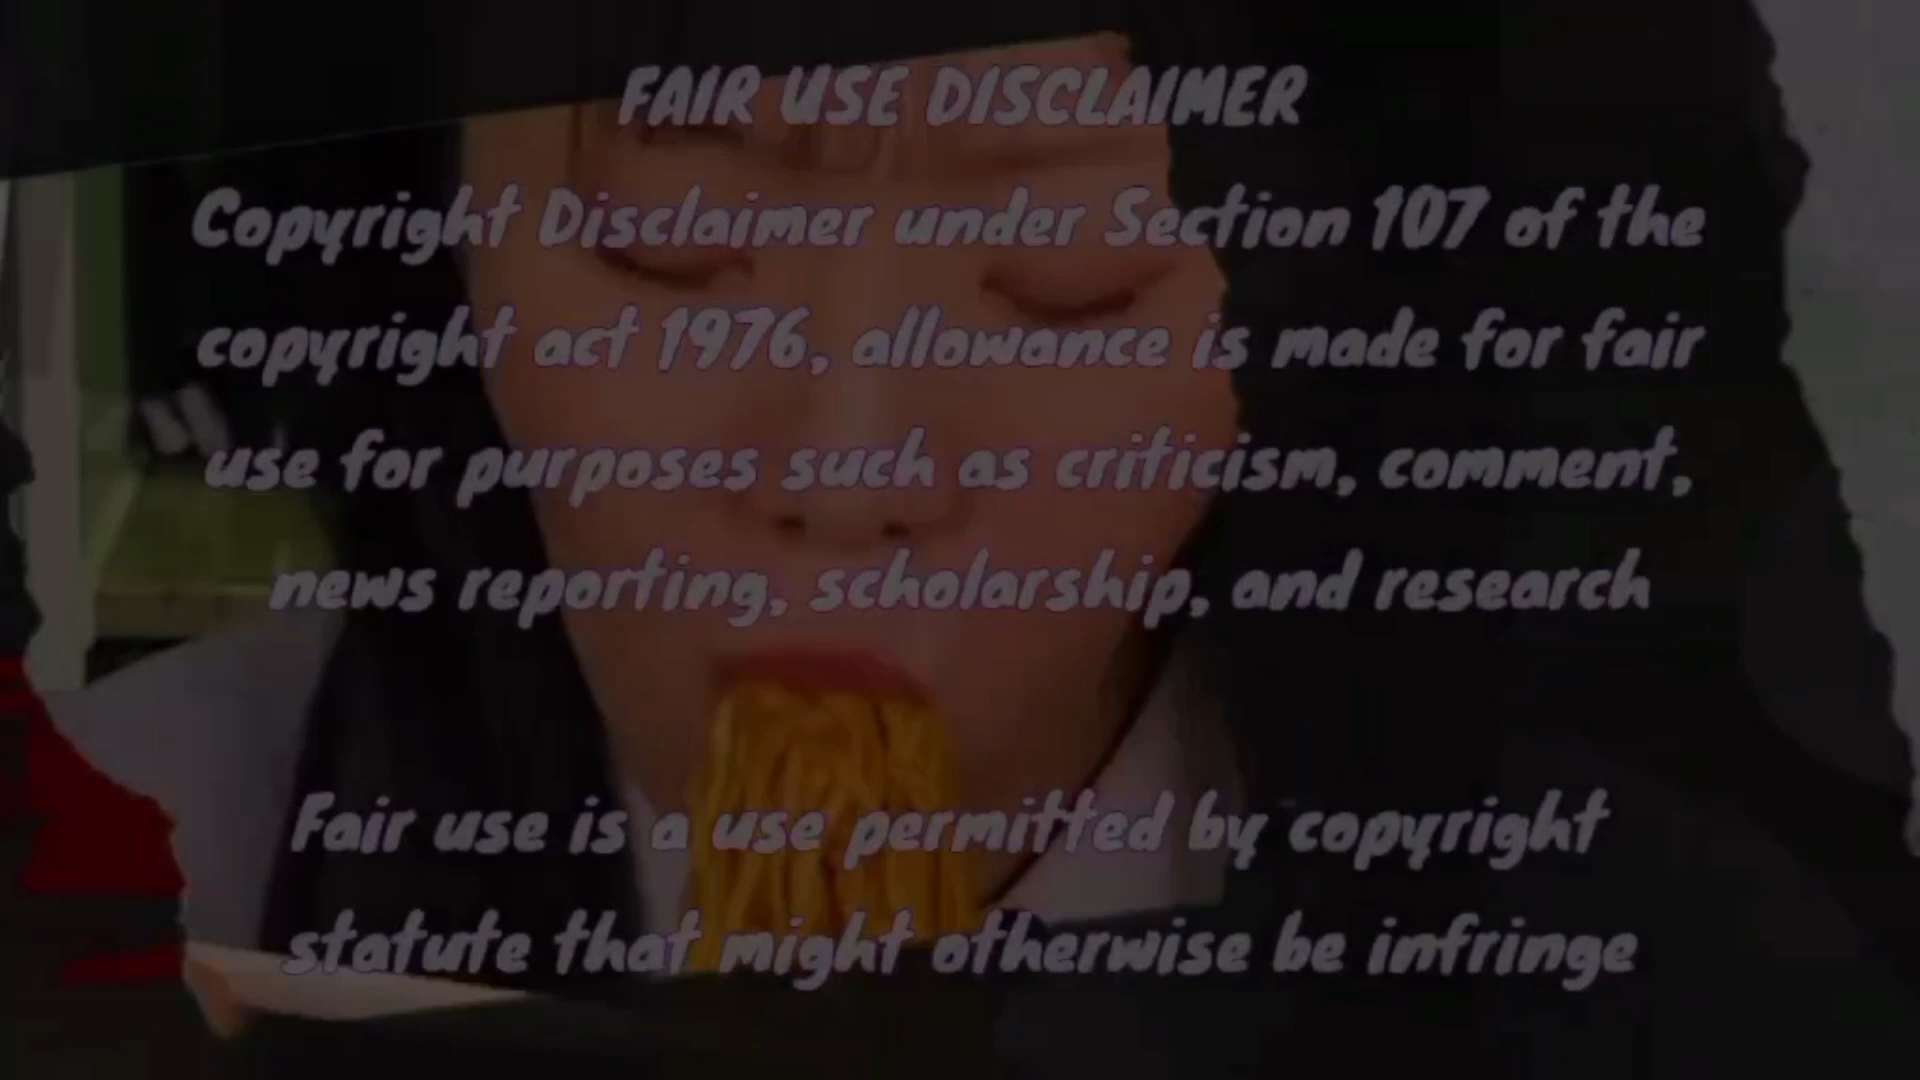 FAIR USE DISCLAIMER
Copyright Disclaimer under Section 107 of the
copyright act 1976, allowance is made for fair
use for purposes such as criticism, comment,
news reporting, scholarship, and research
Fair use is a use permitted by copyright
statute that might otherwise be infringe